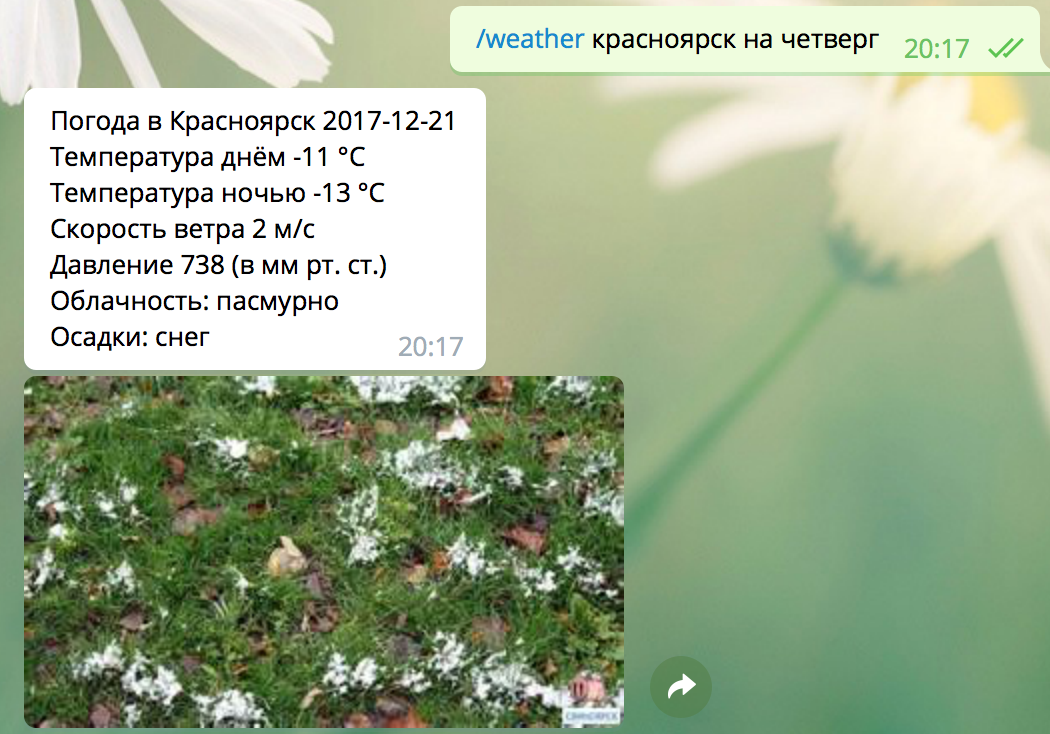 /weather красноярск на четверг
20:17
Погода в Красноярск 2017-12-21
Температура днём -11 °C
Температура ночью -13 °C
Скорость ветра 2 м/с
Давление 738 (в мм рт. ст.)
Облачность: пасмурно
Осадки: снег
20:17